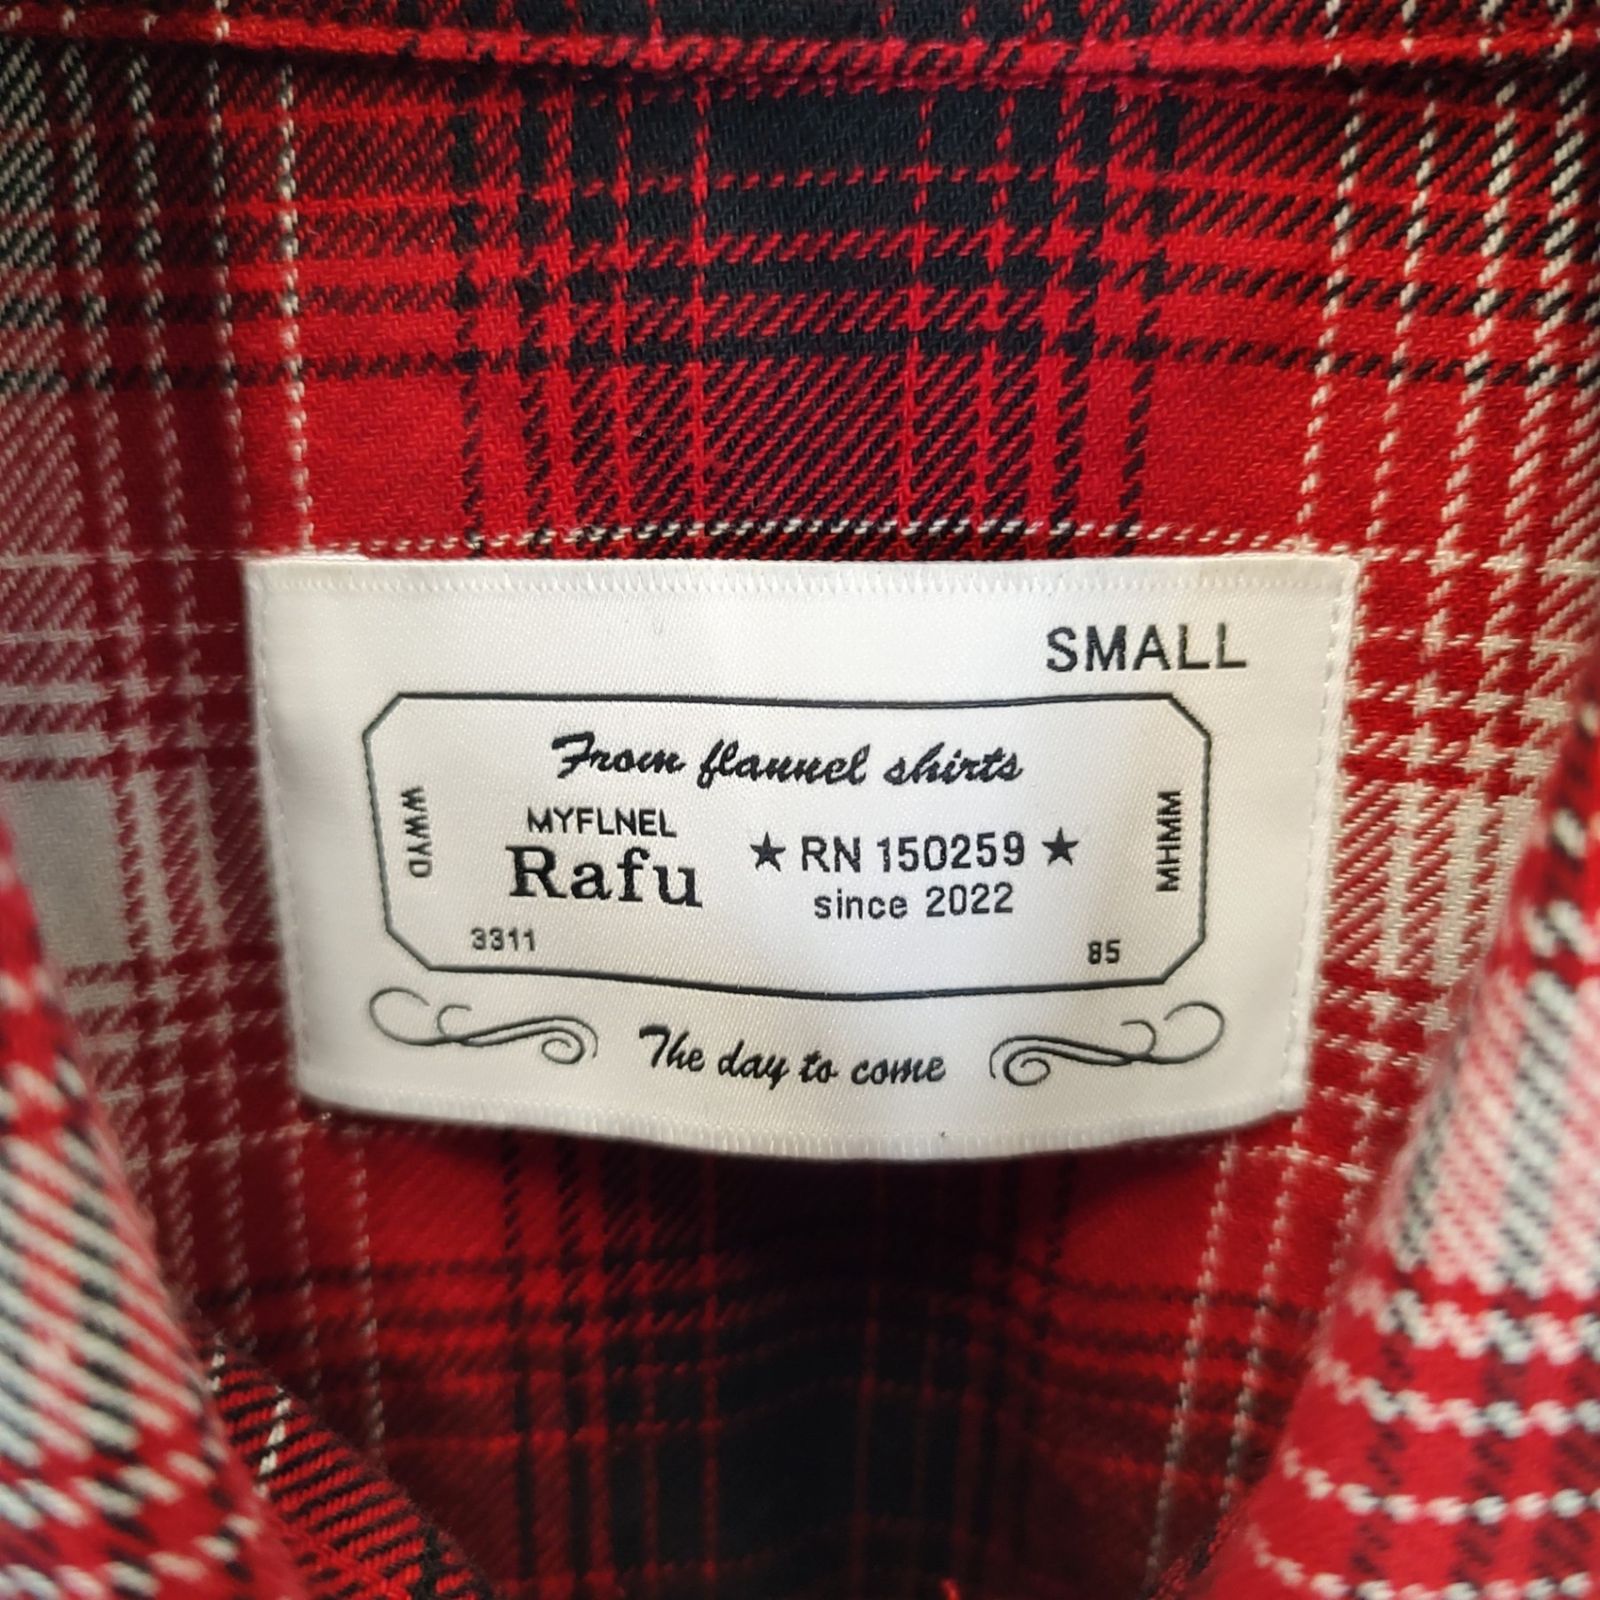 SMALL
From flannel shirts
WWYD
MYFLNEL
Rafu
★ RN 150259 ★
since 2022
MHMM
3311
85
The day to come